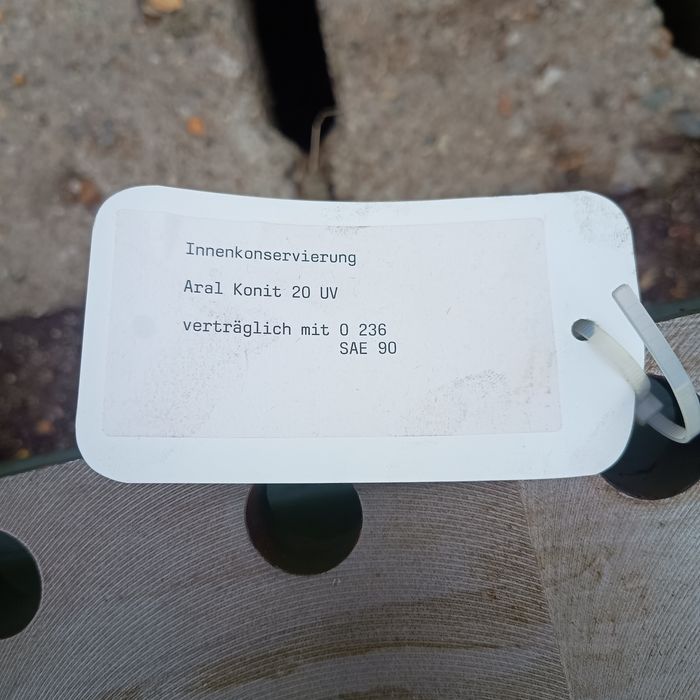 Innenkonservierung
Aral Konit 20 UV
verträglich mit O 236
SAE 90